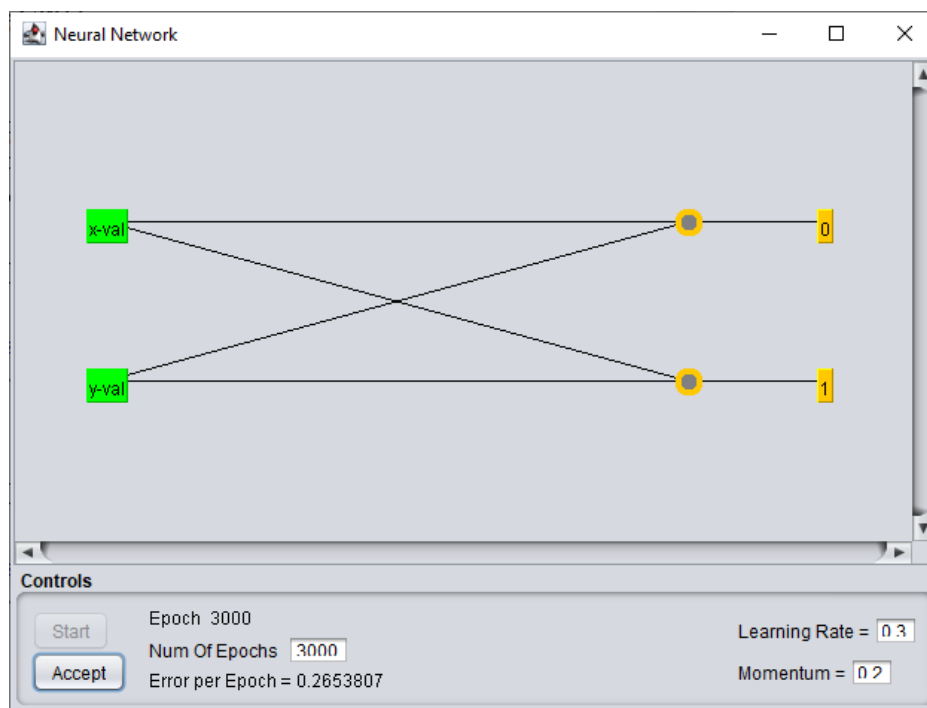 Neural Network
x-val
0
y-val
1
Controls
Start
Accept
Epoch 3000
Num Of Epochs 3000
Error per Epoch = 0.2653807
Learning Rate = 0.3
Momentum = 0.2